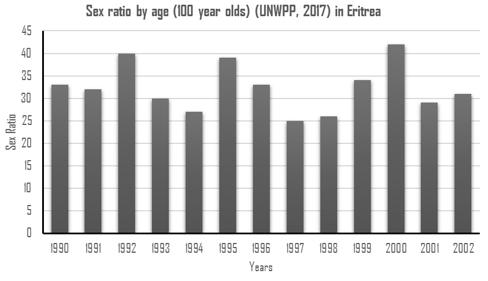 Sex ratio by age (100 year olds) (UNWPP, 2017) in Eritrea
45
40
35
30
25
20
15
10
5
0
Sex Ratio
1990 1991 1992 1993 1994 1995 1996 1997 1998 1999 2000 2001 2002
Years